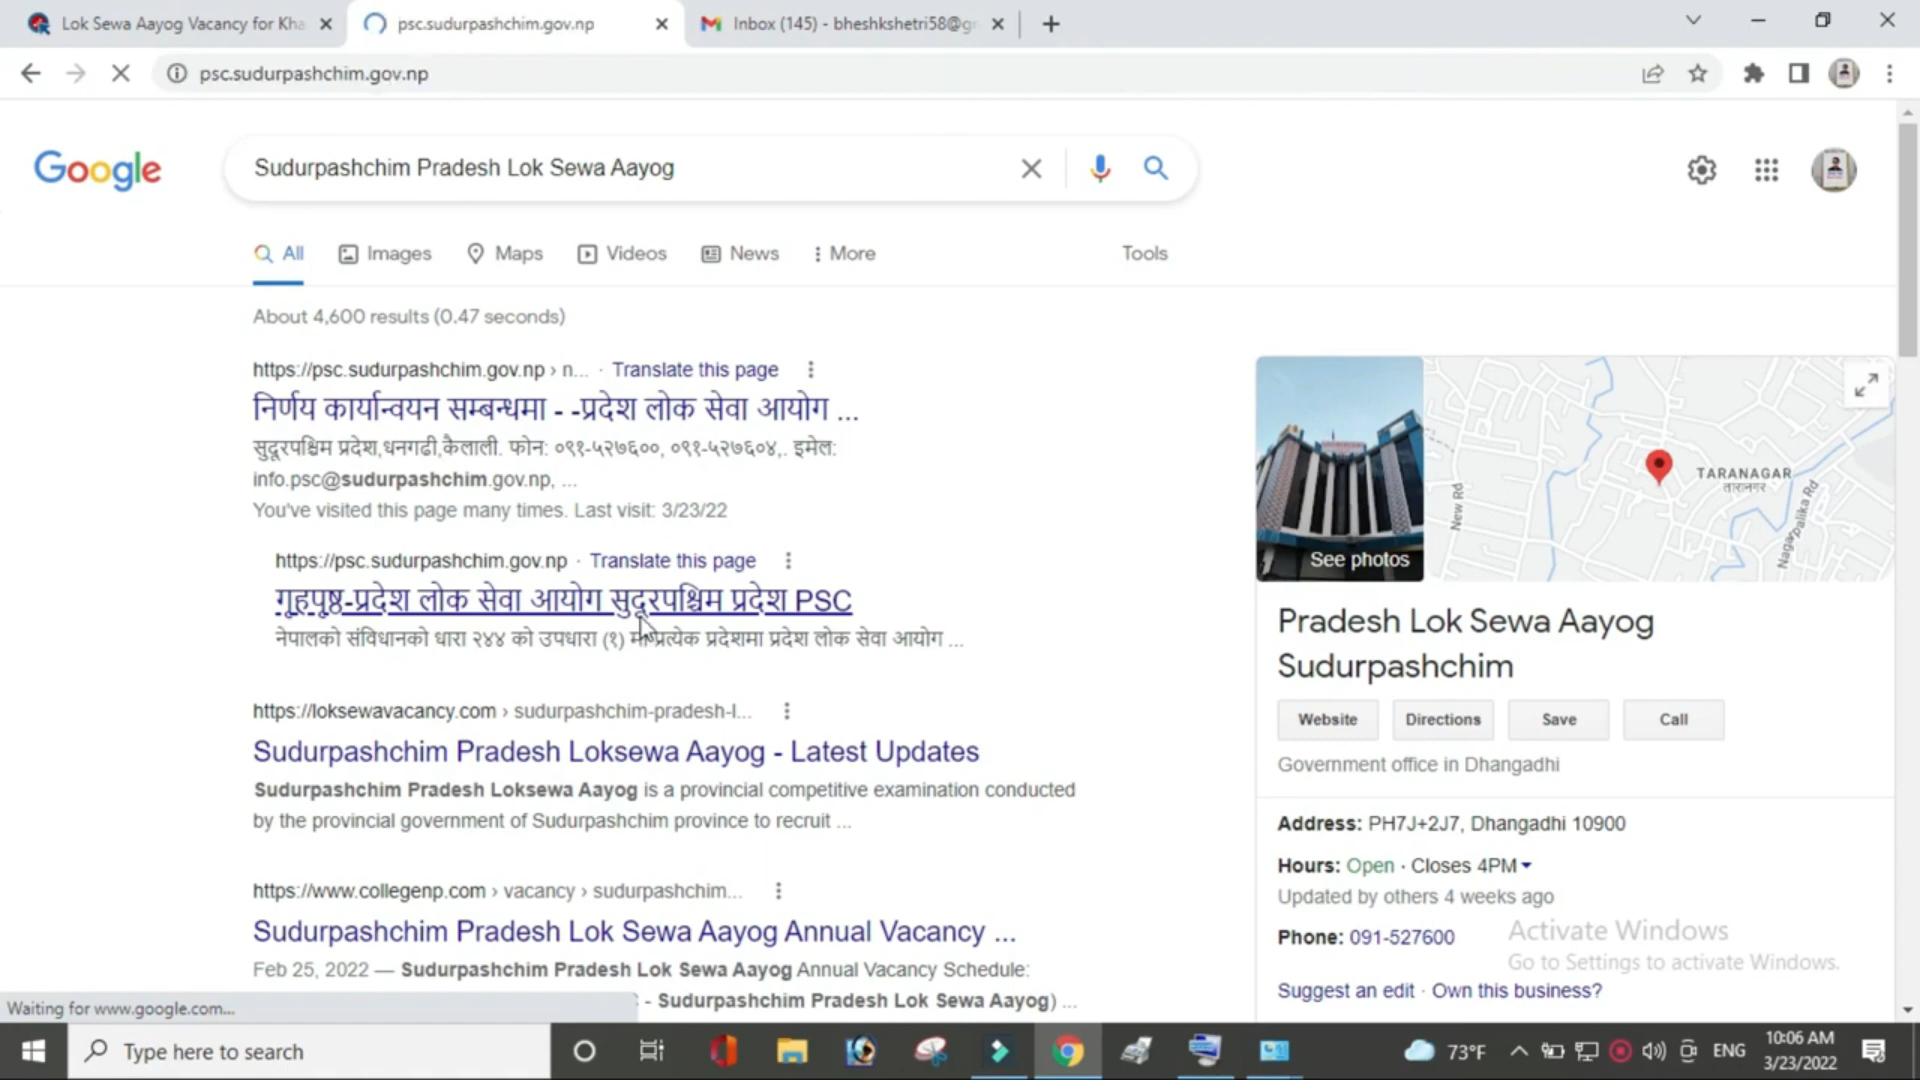 Lok Sewa Aayog Vacancy for Kha
psc.sudurpashchim.gov.np
Inbox (145) - bheshkshetri58@g
psc.sudurpashchim.gov.np
Google
Sudurpashchim Pradesh Lok Sewa Aayog
All
Images
Maps
Videos
News
More
Tools
About 4,600 results (0.47 seconds)
https://psc.sudurpashchim.gov.np › n... · Translate this page
निर्णय कार्यान्वयन सम्बन्धमा - -प्रदेश लोक सेवा आयोग ...
सुदूरपश्चिम प्रदेश,धनगढी,कैलाली. फोन: ०९१-५२७६००, ०९१-५२७६०४,. इमेल:
info.psc@sudurpashchim.gov.np, ...
You've visited this page many times. Last visit: 3/23/22
https://psc.sudurpashchim.gov.np · Translate this page
गृहपृष्ठ-प्रदेश लोक सेवा आयोग सुदूरपश्चिम प्रदेश PSC
नेपालको संविधानको धारा २४४ को उपधारा (१) मा प्रत्येक प्रदेशमा प्रदेश लोक सेवा आयोग ...
https://loksewavacancy.com › sudurpashchim-pradesh-l...
Sudurpashchim Pradesh Loksewa Aayog - Latest Updates
Sudurpashchim Pradesh Loksewa Aayog is a provincial competitive examination conducted
by the provincial government of Sudurpashchim province to recruit ...
https://www.collegenp.com › vacancy › sudurpashchim...
Sudurpashchim Pradesh Lok Sewa Aayog Annual Vacancy ...
Feb 25, 2022 — Sudurpashchim Pradesh Lok Sewa Aayog Annual Vacancy Schedule:
- Sudurpashchim Pradesh Lok Sewa Aayog) ...
See photos
New Rd
TARANAGAR
तारानगर
Nagarpalika Rd
Pradesh Lok Sewa Aayog
Sudurpashchim
Website
Directions
Save
Call
Government office in Dhangadhi
Address: PH7J+2J7, Dhangadhi 10900
Hours: Open · Closes 4PM
Updated by others 4 weeks ago
Phone: 091-527600
Suggest an edit · Own this business?
Activate Windows
Go to Settings to activate Windows.
Waiting for www.google.com...
Type here to search
73°F
ENG
10:06 AM
3/23/2022